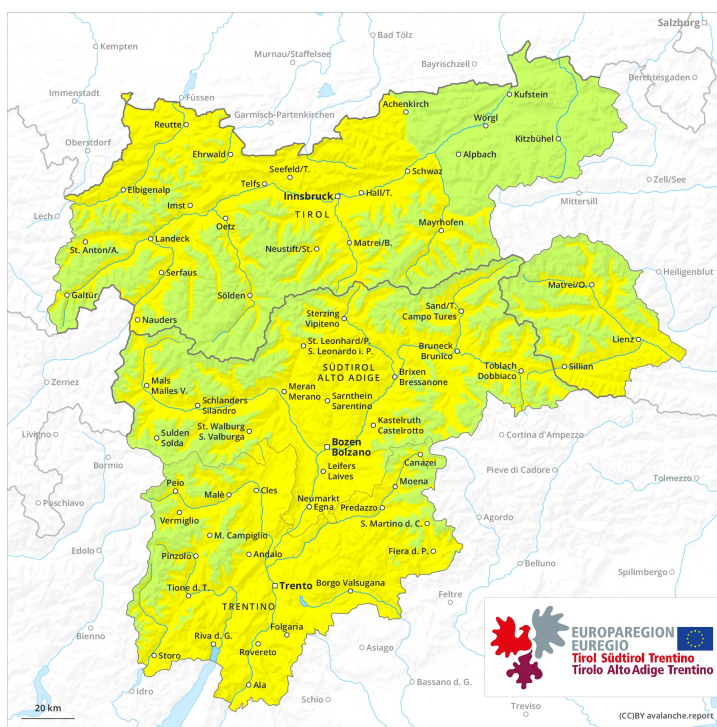 Salzburg
Kempten
Bad Tölz
Murnau/Staffelsee
Bayrischzell
Berchtesgaden
Immenstadt
Füssen
Achenkirch
Kufstein
Garmisch-Partenkirchen
Reutte
Wörgl
Oberstdorf
Ehrwald
Kitzbühel
Alpbach
Seefeld/T.
Schwaz
Zell/See
Elbigenalp
Telfs
Innsbruck
Hall/T.
Mittersill
Imst
Lech
TIROL
Oetz
Mayrhofen
St. Anton/A.
Landeck
Neustift/St.
Matrei/B.
Serfaus
Heiligenblut
Galtür
Sölden
Matrei/O.
Nauders
Sterzing
Vipiteno
Sand/T.
Campo Tures
Lienz
St. Leonhard/P.
S. Leonardo i. P.
Bruneck
Brunico
Toblach
Dobbiaco
Sillian
SÜDTIROL
ALTO ADIGE
Brixen
Bressanone
Zernez
Mals
Malles V.
Meran
Merano
Sarnthein
Sarentino
Schlanders
Silandro
Kastelruth
Castelrotto
Livigno
Sulden
Solda
St. Walburg
S. Valburga
Bozen
Bolzano
Cortina d'Ampezzo
Bormio
Canazei
Pieve di Cadore
Leifers
Laives
Tolmezzo
Peio
Malè
Cles
Neumarkt
Egna
Moena
Predazzo
Poschiavo
Vermiglio
Agordo
S. Martino d. C.
M. Campiglio
Edolo
Pinzolo
Andalo
Fiera d. P.
Belluno
Spilimbergo
Tione d. T.
Trento
Borgo Valsugana
Feltre
TRENTINO
Bienno
Folgaria
Riva d. G.
Rovereto
Asiago
Storo
Bassano d. G.
Idro
Ala
Schio
Treviso
EUROPAREGION
EUREGIO
Tirol Südtirol Trentino
Tirolo Alto Adige Trentino
20 km
(CC)BY avalanche.report